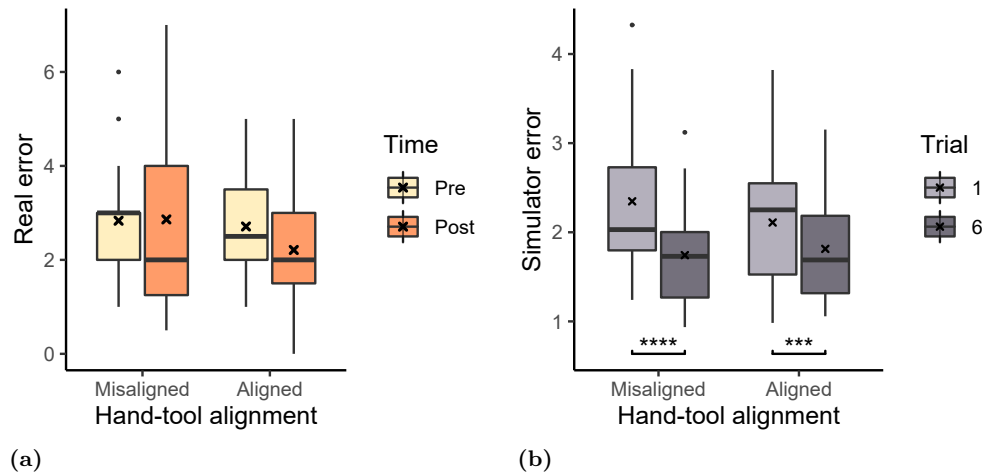 Real error
6
4
2
0
Misaligned Aligned
Hand-tool alignment
Time
Pre
Post
(a)
Simulator error
4
3
2
1
**** ***
Misaligned Aligned
Hand-tool alignment
Trial
1
6
(b)